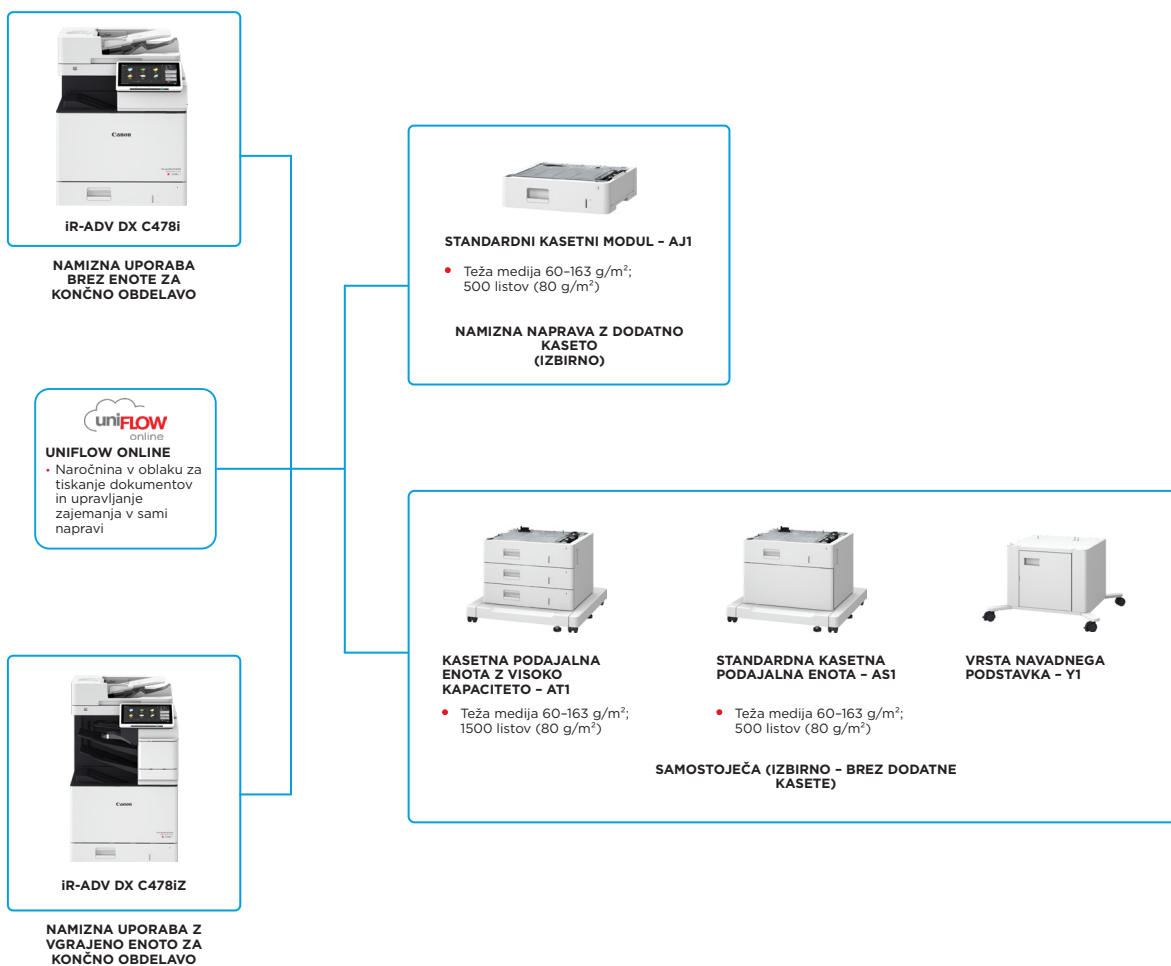 Canon
iR-ADV DX C478i
NAMIZNA UPORABA
BREZ ENOTE ZA
KONČNO OBDELAVO
STANDARDNI KASETNI MODUL – AJ1
• Teža medija 60–163 g/m²;
500 listov (80 g/m²)
NAMIZNA NAPRAVA Z DODATNO
KASETO
(IZBIRNO)
uniFLOW
online
UNIFLOW ONLINE
• Naročnina v oblaku za
tiskanje dokumentov
in upravljanje
zajemanja v sami
napravi
KASETNA PODAJALNA
ENOTA Z VISOKO
KAPACITETO – AT1
• Teža medija 60–163 g/m²;
1500 listov (80 g/m²)
STANDARDNA KASETNA
PODAJALNA ENOTA – AS1
• Teža medija 60–163 g/m²;
500 listov (80 g/m²)
VRSTA NAVADNEGA
PODSTAVKA – Y1
SAMOSTOJEČA (IZBIRNO – BREZ DODATNE
KASETE)
Canon
iR-ADV DX C478iZ
NAMIZNA UPORABA Z
VGRAJENO ENOTO ZA
KONČNO OBDELAVO